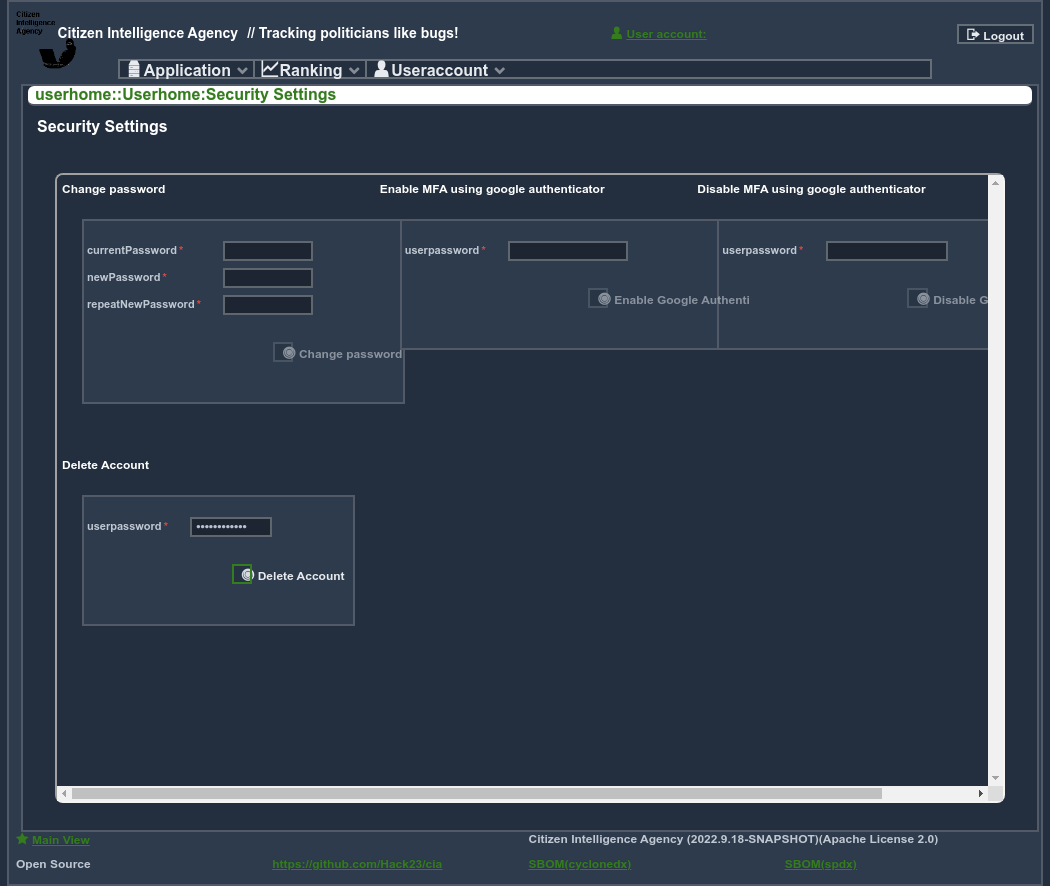 Citizen
Intelligence
Agency
Citizen Intelligence Agency // Tracking politicians like bugs!
User account:
Logout
Application Ranking Useraccount
userhome::Userhome:Security Settings
Security Settings
Change password Enable MFA using google authenticator Disable MFA using google authenticator
currentPassword* userpassword* userpassword*
newPassword*
repeatNewPassword*
Enable Google Authenti Disable G
Change password
Delete Account
userpassword* ••••••••••••
Delete Account
Main View Citizen Intelligence Agency (2022.9.18-SNAPSHOT)(Apache License 2.0)
Open Source https://github.com/Hack23/cia SBOM(cyclonedx) SBOM(spdx)